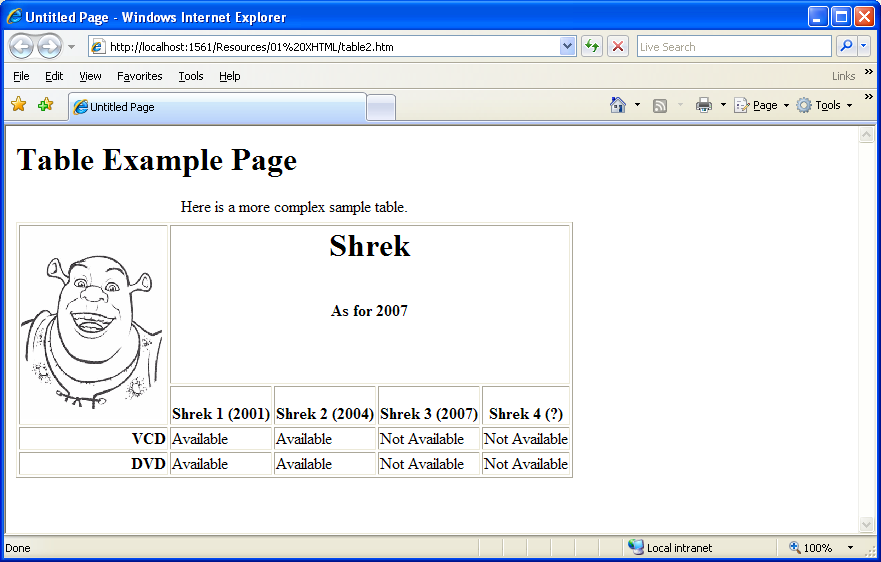 Untitled Page - Windows Internet Explorer
http://localhost:1561/Resources/01%20XHTML/table2.htm
Live Search
File Edit View Favorites Tools Help
Links »
Untitled Page
Page Tools »
Table Example Page
Here is a more complex sample table.
Shrek
As for 2007
Shrek 1 (2001) Shrek 2 (2004) Shrek 3 (2007) Shrek 4 (?)
VCD Available Available Not Available Not Available
DVD Available Available Not Available Not Available
Done Local intranet 100%